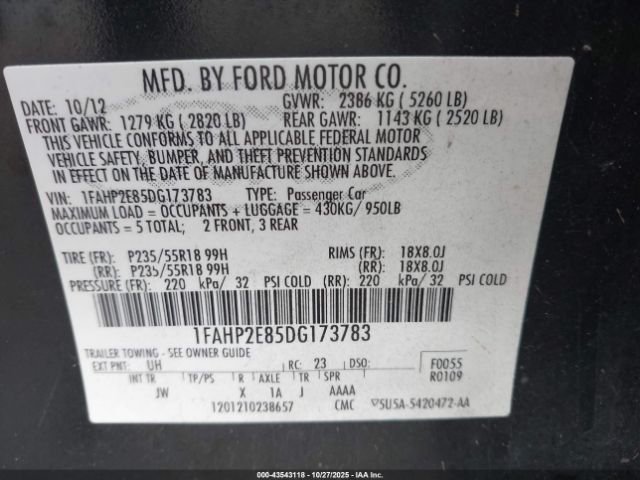 MFD. BY FORD MOTOR CO.
DATE: 10/12 GVWR: 2386 KG ( 5260 LB)
FRONT GAWR: 1279 KG ( 2820 LB) REAR GAWR: 1143 KG ( 2520 LB)
THIS VEHICLE CONFORMS TO ALL APPLICABLE FEDERAL MOTOR
VEHICLE SAFETY, BUMPER, AND THEFT PREVENTION STANDARDS
IN EFFECT ON THE DATE OF MANUFACTURE SHOWN ABOVE.
VIN: 1FAHP2E85DG173783 TYPE: Passenger Car
MAXIMUM LOAD = OCCUPANTS + LUGGAGE = 430KG/ 950LB
OCCUPANTS = 5 TOTAL; 2 FRONT, 3 REAR
TIRE (FR): P235/55R18 99H RIMS (FR): 18X8.0J
(RR): P235/55R18 99H (RR): 18X8.0J
PRESSURE (FR): 220 kPa/ 32 PSI COLD (RR): 220 kPa/ 32 PSI COLD
1FAHP2E85DG173783
TRAILER TOWING - SEE OWNER GUIDE
EXT PNT: UH RC: 23 DSO: F0055
R0109
INT TR TP/PS R AXLE TR SPR
JW X 1A J AAAA
1201210238657 CMC 5U5A-5420472-AA
000-43543118 - 10/27/2025 - COPYRIGHT IAA, LLC.